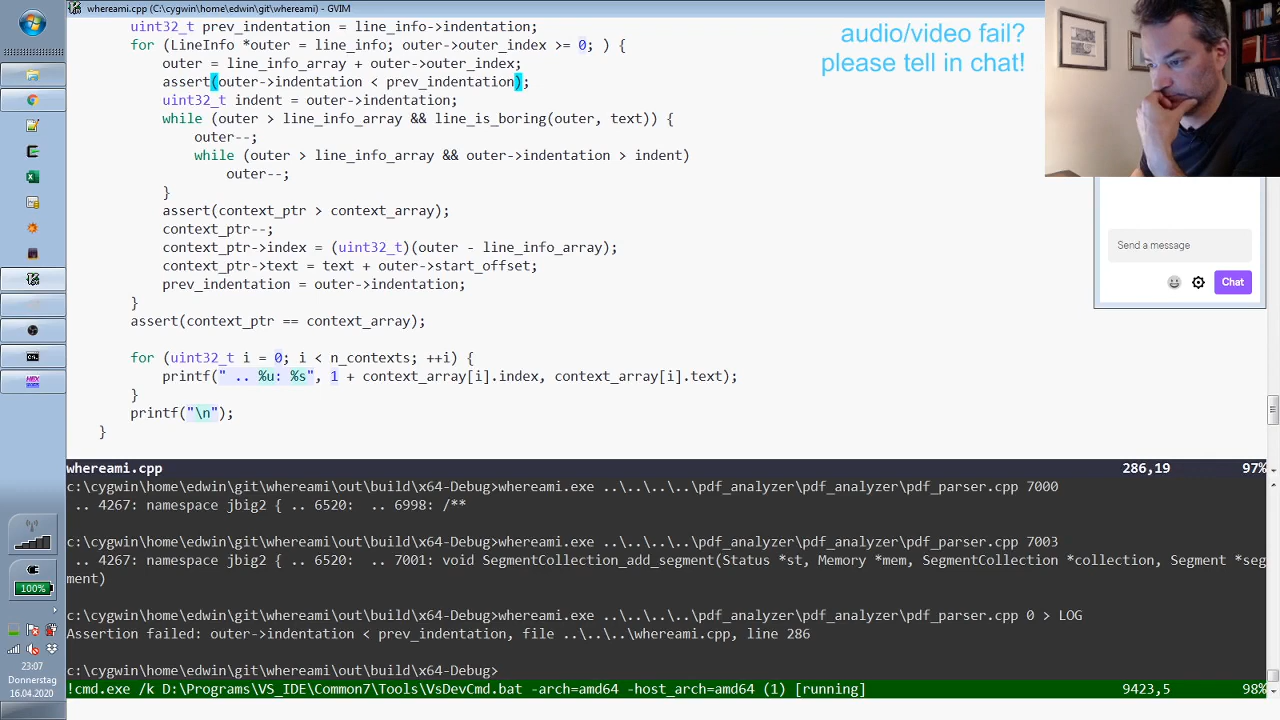 whereami.cpp (C:\cygwin\home\edwin\git\whereami) - GVIM
uint32_t prev_indentation = line_info->indentation;
for (LineInfo *outer = line_info; outer->outer_index >= 0; ) {
outer = line_info_array + outer->outer_index;
assert(outer->indentation < prev_indentation);
uint32_t indent = outer->indentation;
while (outer > line_info_array && line_is_boring(outer, text)) {
outer--;
while (outer > line_info_array && outer->indentation > indent)
outer--;
}
assert(context_ptr > context_array);
context_ptr--;
context_ptr->index = (uint32_t)(outer - line_info_array);
context_ptr->text = text + outer->start_offset;
prev_indentation = outer->indentation;
}
assert(context_ptr == context_array);
for (uint32_t i = 0; i < n_contexts; ++i) {
printf(" .. %u: %s", 1 + context_array[i].index, context_array[i].text);
}
printf("\n");
}
audio/video fail?
please tell in chat!
Send a message
Chat
whereami.cpp 286,19 97%
c:\cygwin\home\edwin\git\whereami\out\build\x64-Debug>whereami.exe ..\..\..\..\pdf_analyzer\pdf_analyzer\pdf_parser.cpp 7000
.. 4267: namespace jbig2 { .. 6520: .. 6998: /**
c:\cygwin\home\edwin\git\whereami\out\build\x64-Debug>whereami.exe ..\..\..\..\pdf_analyzer\pdf_analyzer\pdf_parser.cpp 7003
.. 4267: namespace jbig2 { .. 6520: .. 7001: void SegmentCollection_add_segment(Status *st, Memory *mem, SegmentCollection *collection, Segment *seg
ment)
c:\cygwin\home\edwin\git\whereami\out\build\x64-Debug>whereami.exe ..\..\..\..\pdf_analyzer\pdf_analyzer\pdf_parser.cpp 0 > LOG
Assertion failed: outer->indentation < prev_indentation, file ..\..\..\whereami.cpp, line 286
c:\cygwin\home\edwin\git\whereami\out\build\x64-Debug>
!cmd.exe /k D:\Programs\VS_IDE\Common7\Tools\VsDevCmd.bat -arch=amd64 -host_arch=amd64 (1) [running] 9423,5 98%
HEX
100%
23:07
Donnerstag
16.04.2020